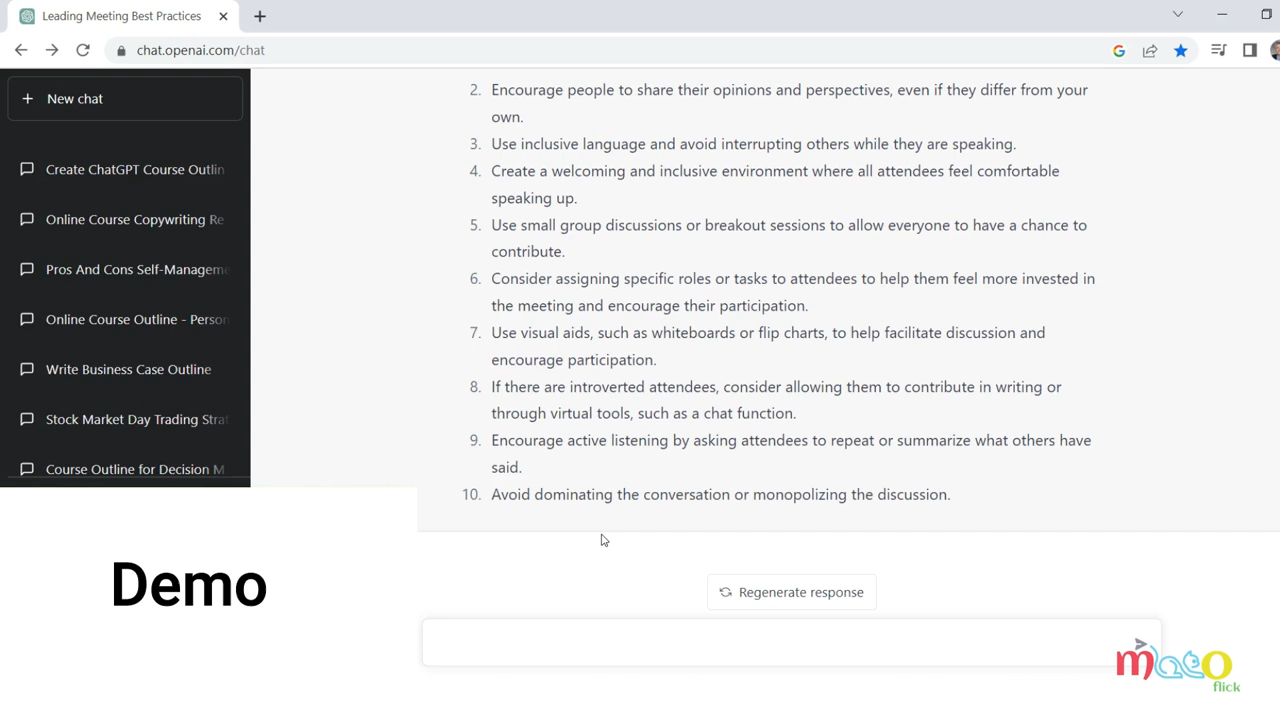 Leading Meeting Best Practices
chat.openai.com/chat
New chat
Create ChatGPT Course Outlin
Online Course Copywriting Re
Pros And Cons Self-Manageme
Online Course Outline - Person
Write Business Case Outline
Stock Market Day Trading Strat
Course Outline for Decision M
2. Encourage people to share their opinions and perspectives, even if they differ from your
own.
3. Use inclusive language and avoid interrupting others while they are speaking.
4. Create a welcoming and inclusive environment where all attendees feel comfortable
speaking up.
5. Use small group discussions or breakout sessions to allow everyone to have a chance to
contribute.
6. Consider assigning specific roles or tasks to attendees to help them feel more invested in
the meeting and encourage their participation.
7. Use visual aids, such as whiteboards or flip charts, to help facilitate discussion and
encourage participation.
8. If there are introverted attendees, consider allowing them to contribute in writing or
through virtual tools, such as a chat function.
9. Encourage active listening by asking attendees to repeat or summarize what others have
said.
10. Avoid dominating the conversation or monopolizing the discussion.
Demo
Regenerate response
flick